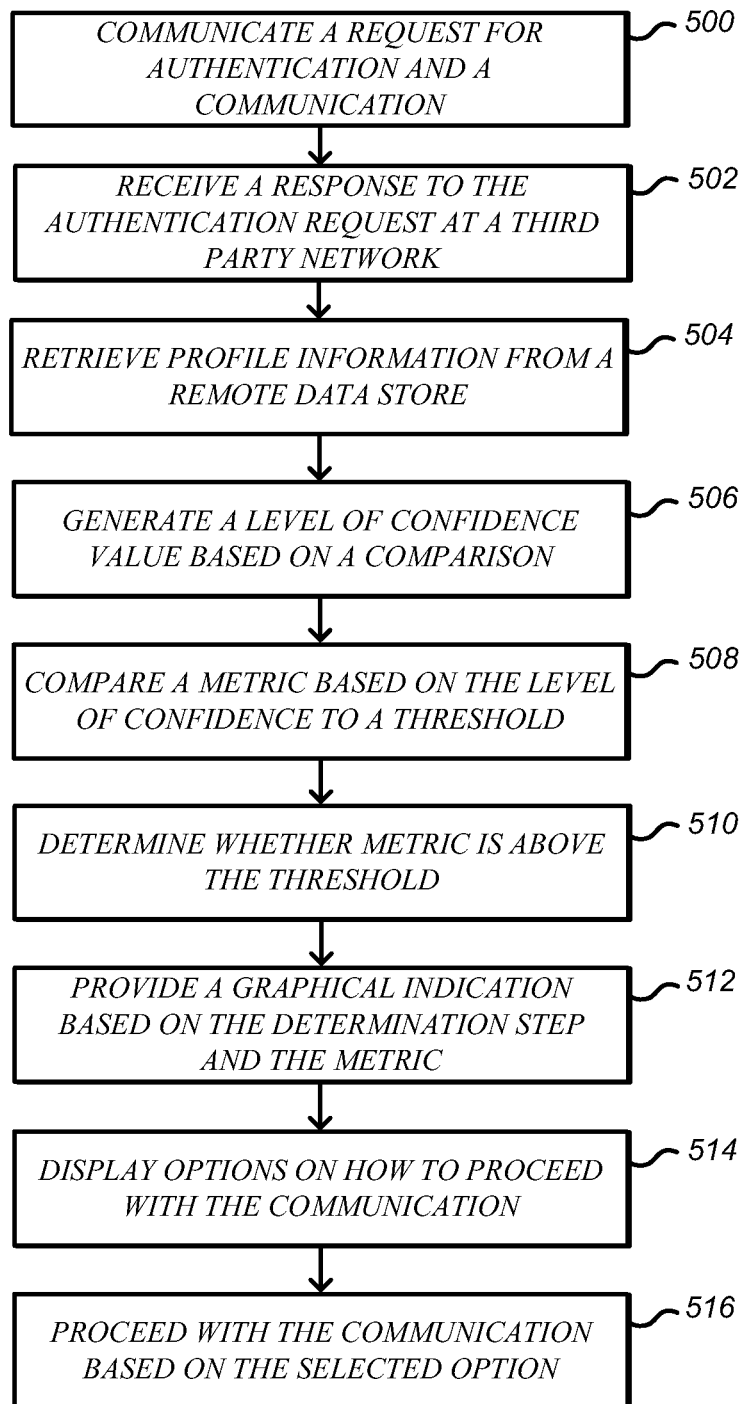 COMMUNICATE A REQUEST FOR
AUTHENTICATION AND A
COMMUNICATION
500
RECEIVE A RESPONSE TO THE
AUTHENTICATION REQUEST AT A THIRD
PARTY NETWORK
502
RETRIEVE PROFILE INFORMATION FROM A
REMOTE DATA STORE
504
GENERATE A LEVEL OF CONFIDENCE
VALUE BASED ON A COMPARISON
506
COMPARE A METRIC BASED ON THE LEVEL
OF CONFIDENCE TO A THRESHOLD
508
DETERMINE WHETHER METRIC IS ABOVE
THE THRESHOLD
510
PROVIDE A GRAPHICAL INDICATION
BASED ON THE DETERMINATION STEP
AND THE METRIC
512
DISPLAY OPTIONS ON HOW TO PROCEED
WITH THE COMMUNICATION
514
PROCEED WITH THE COMMUNICATION
BASED ON THE SELECTED OPTION
516